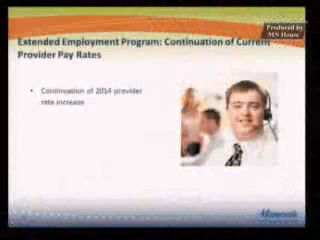 Produced by
MN House
Extended Employment Program: Continuation of Current
Provider Pay Rates
• Continuation of 2014 provider
rate increase
Minnesota